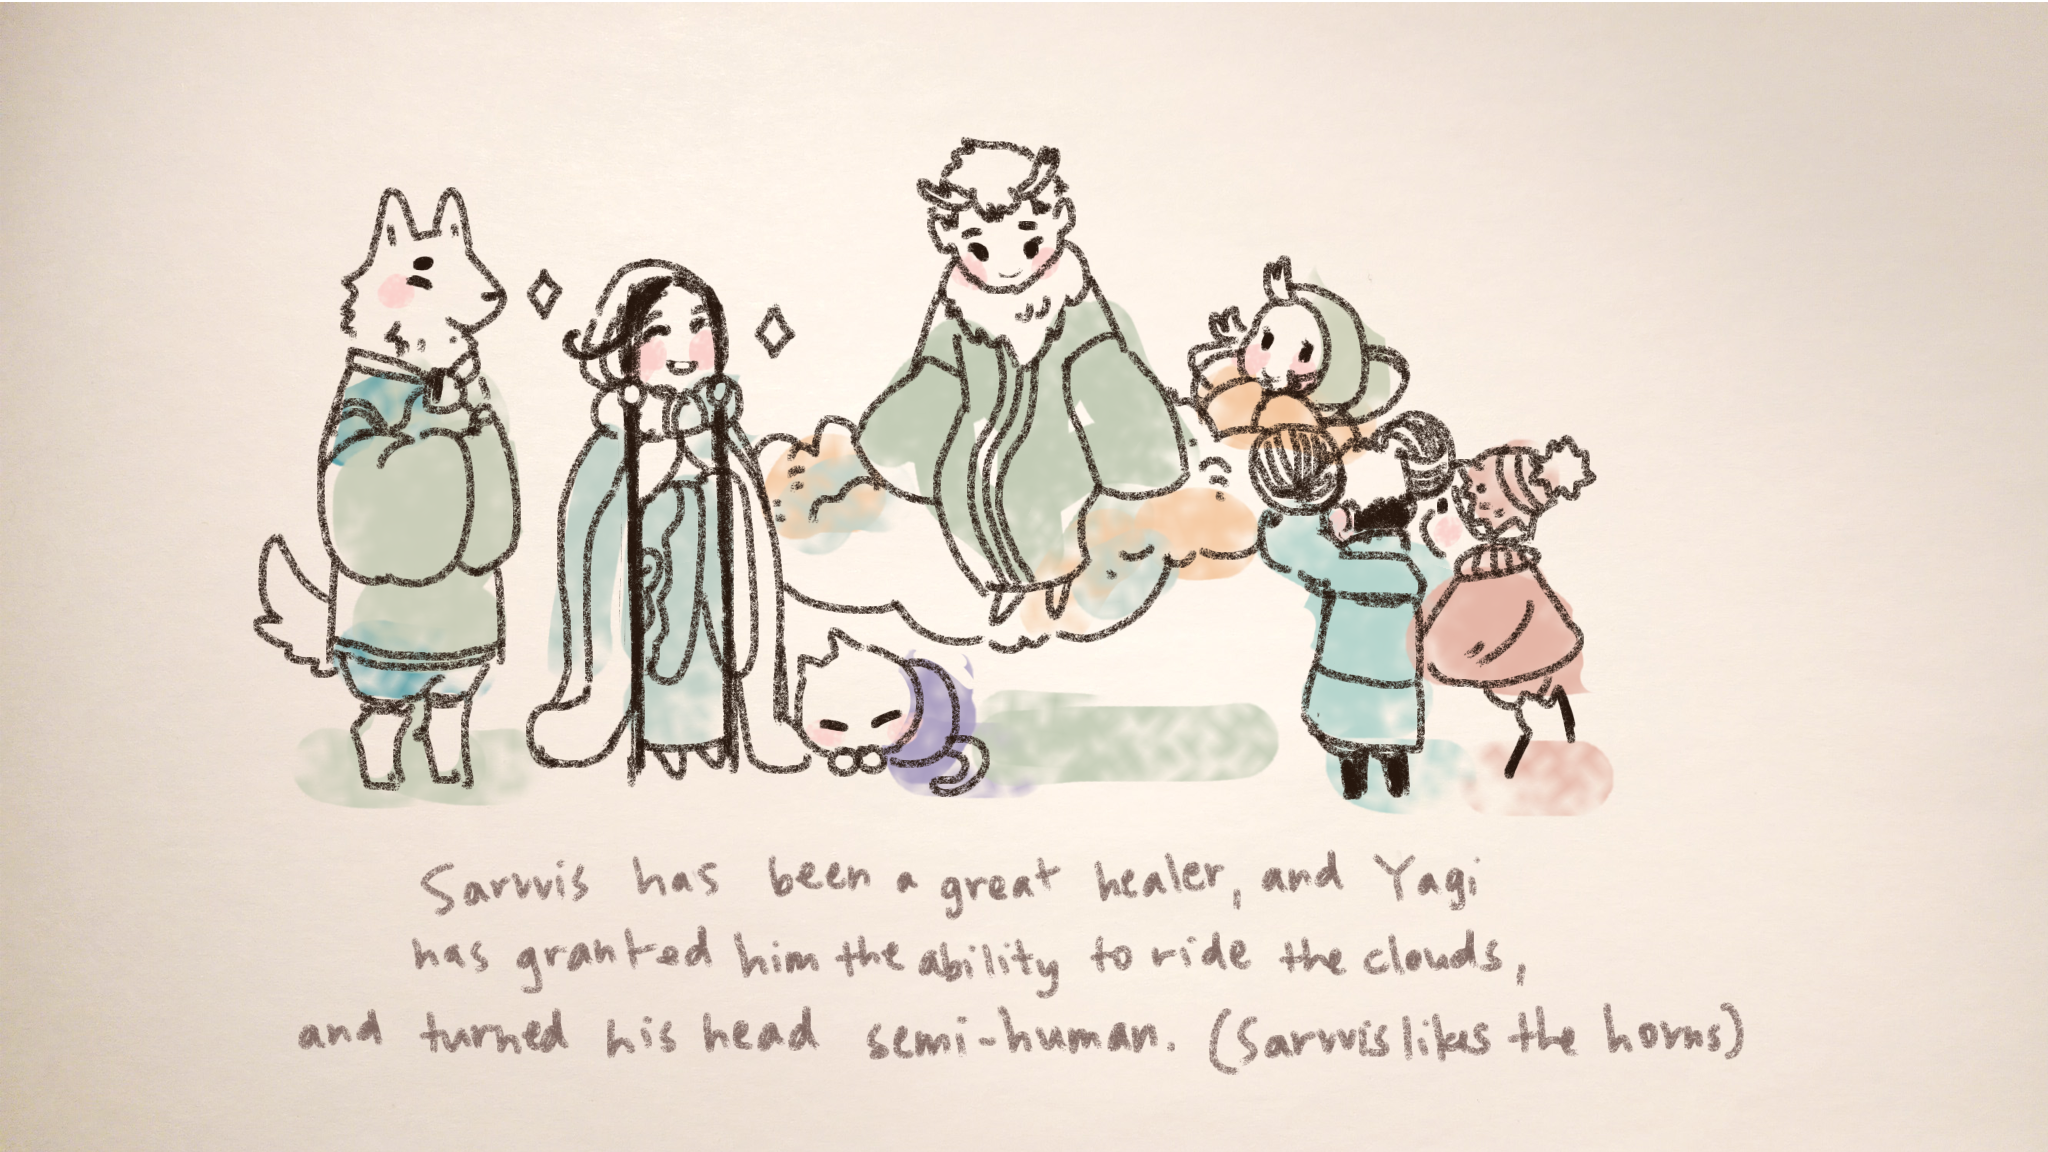 Sarvvis has been a great healer, and Yagi
has granted him the ability to ride the clouds,
and turned his head semi-human. (Sarvvis likes the horns)